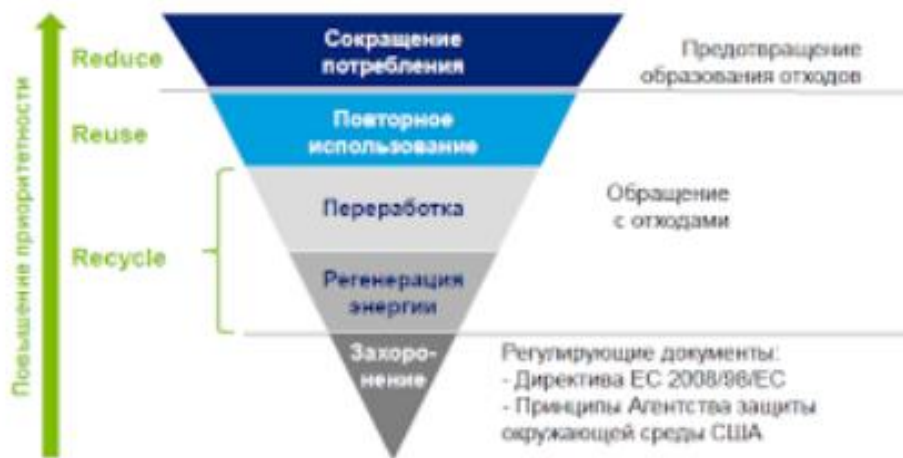 Повышение приоритетности
Reduce
Сокращение
потребления
Предотвращение
образования отходов
Reuse
Повторное
использование
Переработка
Обращение
с отходами
Recycle
Регенерация
энергии
Захоро-
нение
Регулирующие документы:
- Директива ЕС 2008/98/ЕС
- Принципы Агентства защиты
окружающей среды США